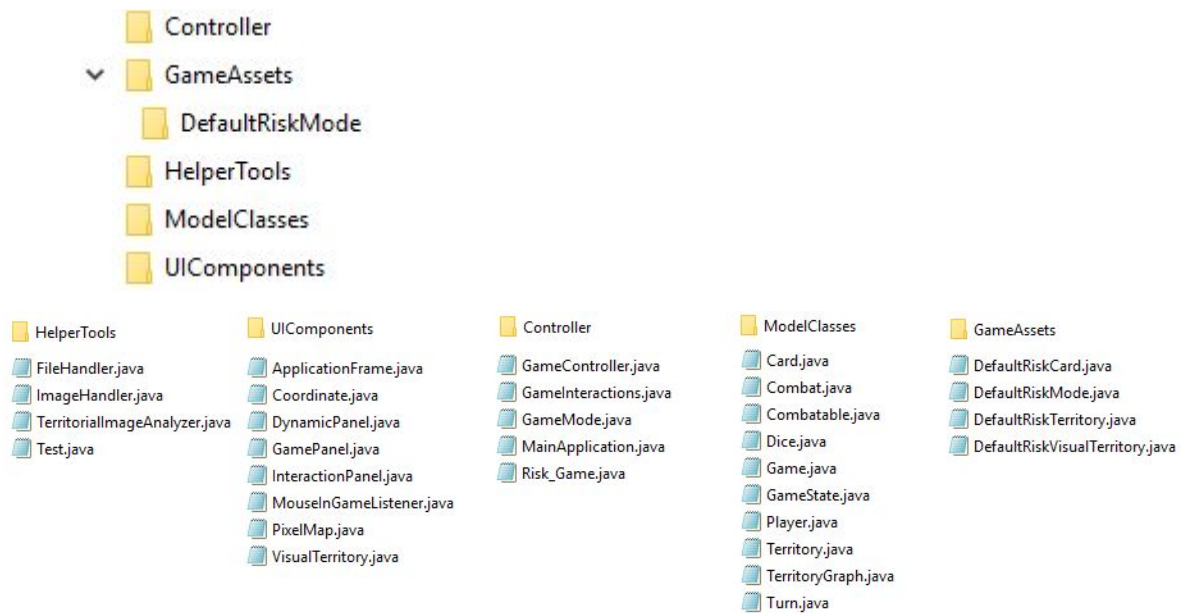 Controller
GameAssets
DefaultRiskMode
HelperTools
ModelClasses
UIComponents
HelperTools
FileHandler.java
ImageHandler.java
TerritorialImageAnalyzer.java
Test.java
UIComponents
ApplicationFrame.java
Coordinate.java
DynamicPanel.java
GamePanel.java
InteractionPanel.java
MouseInGameListener.java
PixelMap.java
VisualTerritory.java
Controller
GameController.java
GameInteractions.java
GameMode.java
MainApplication.java
Risk_Game.java
ModelClasses
Card.java
Combat.java
Combatable.java
Dice.java
Game.java
GameState.java
Player.java
Territory.java
TerritoryGraph.java
Turn.java
GameAssets
DefaultRiskCard.java
DefaultRiskMode.java
DefaultRiskTerritory.java
DefaultRiskVisualTerritory.java